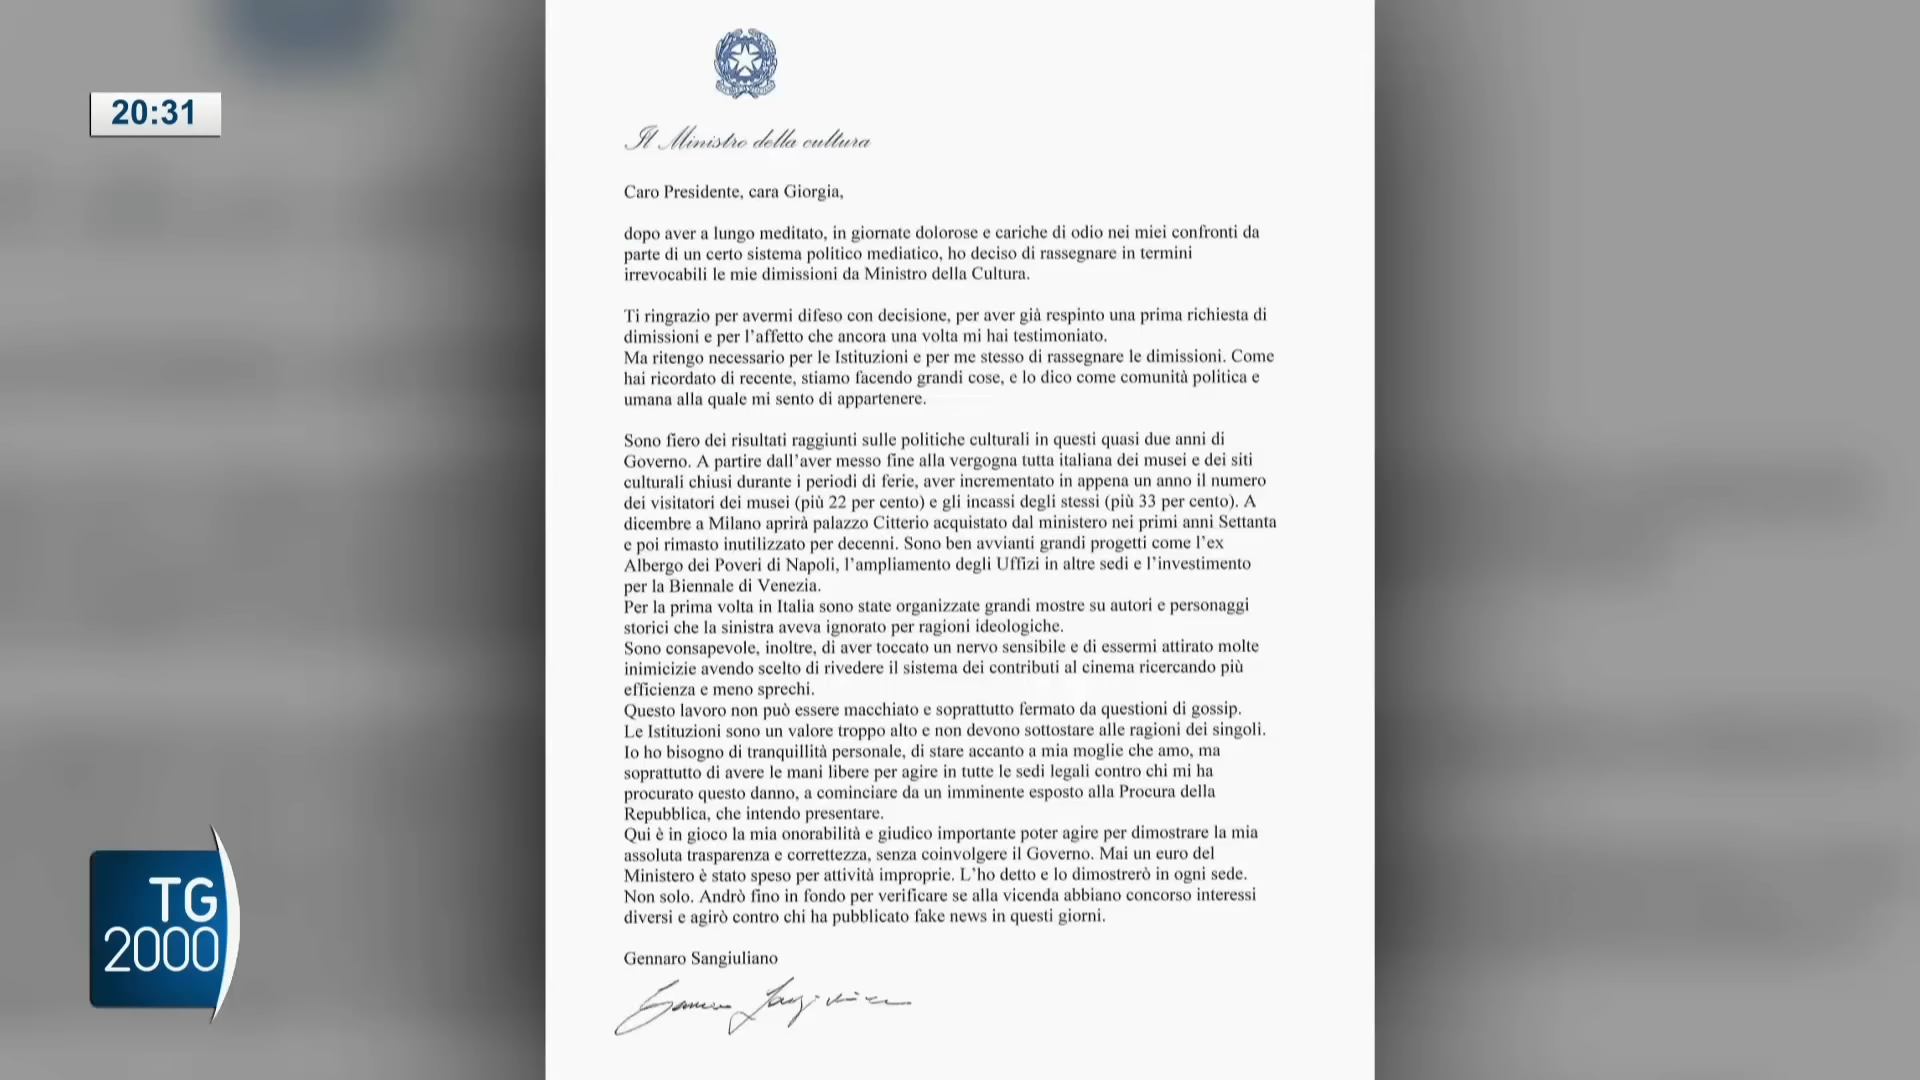 20:31
Il Ministro della cultura
Caro Presidente, cara Giorgia,
dopo aver a lungo meditato, in giornate dolorose e cariche di odio nei miei confronti da
parte di un certo sistema politico mediatico, ho deciso di rassegnare in termini
irrevocabili le mie dimissioni da Ministro della Cultura.
Ti ringrazio per avermi difeso con decisione, per aver già respinto una prima richiesta di
dimissioni e per l’affetto che ancora una volta mi hai testimoniato.
Ma ritengo necessario per le Istituzioni e per me stesso di rassegnare le dimissioni. Come
hai ricordato di recente, stiamo facendo grandi cose, e lo dico come comunità politica e
umana alla quale mi sento di appartenere.
Sono fiero dei risultati raggiunti sulle politiche culturali in questi quasi due anni di
Governo. A partire dall’aver messo fine alla vergogna tutta italiana dei musei e dei siti
culturali chiusi durante i periodi di ferie, aver incrementato in appena un anno il numero
dei visitatori dei musei (più 22 per cento) e gli incassi degli stessi (più 33 per cento). A
dicembre a Milano aprirà palazzo Citterio acquistato dal ministero nei primi anni Settanta
e poi rimasto inutilizzato per decenni. Sono ben avvianti grandi progetti come l’ex
Albergo dei Poveri di Napoli, l’ampliamento degli Uffizi in altre sedi e l’investimento
per la Biennale di Venezia.
Per la prima volta in Italia sono state organizzate grandi mostre su autori e personaggi
storici che la sinistra aveva ignorato per ragioni ideologiche.
Sono consapevole, inoltre, di aver toccato un nervo sensibile e di essermi attirato molte
inimicizie avendo scelto di rivedere il sistema dei contributi al cinema ricercando più
efficienza e meno sprechi.
Questo lavoro non può essere macchiato e soprattutto fermato da questioni di gossip.
Le Istituzioni sono un valore troppo alto e non devono sottostare alle ragioni dei singoli.
Io ho bisogno di tranquillità personale, di stare accanto a mia moglie che amo, ma
soprattutto di avere le mani libere per agire in tutte le sedi legali contro chi mi ha
procurato questo danno, a cominciare da un imminente esposto alla Procura della
Repubblica, che intendo presentare.
Qui è in gioco la mia onorabilità e giudico importante poter agire per dimostrare la mia
assoluta trasparenza e correttezza, senza coinvolgere il Governo. Mai un euro del
Ministero è stato speso per attività improprie. L’ho detto e lo dimostrerò in ogni sede.
Non solo. Andrò fino in fondo per verificare se alla vicenda abbiano concorso interessi
diversi e agirò contro chi ha pubblicato fake news in questi giorni.
Gennaro Sangiuliano
Gennaro Sangiuliano
TG
2000